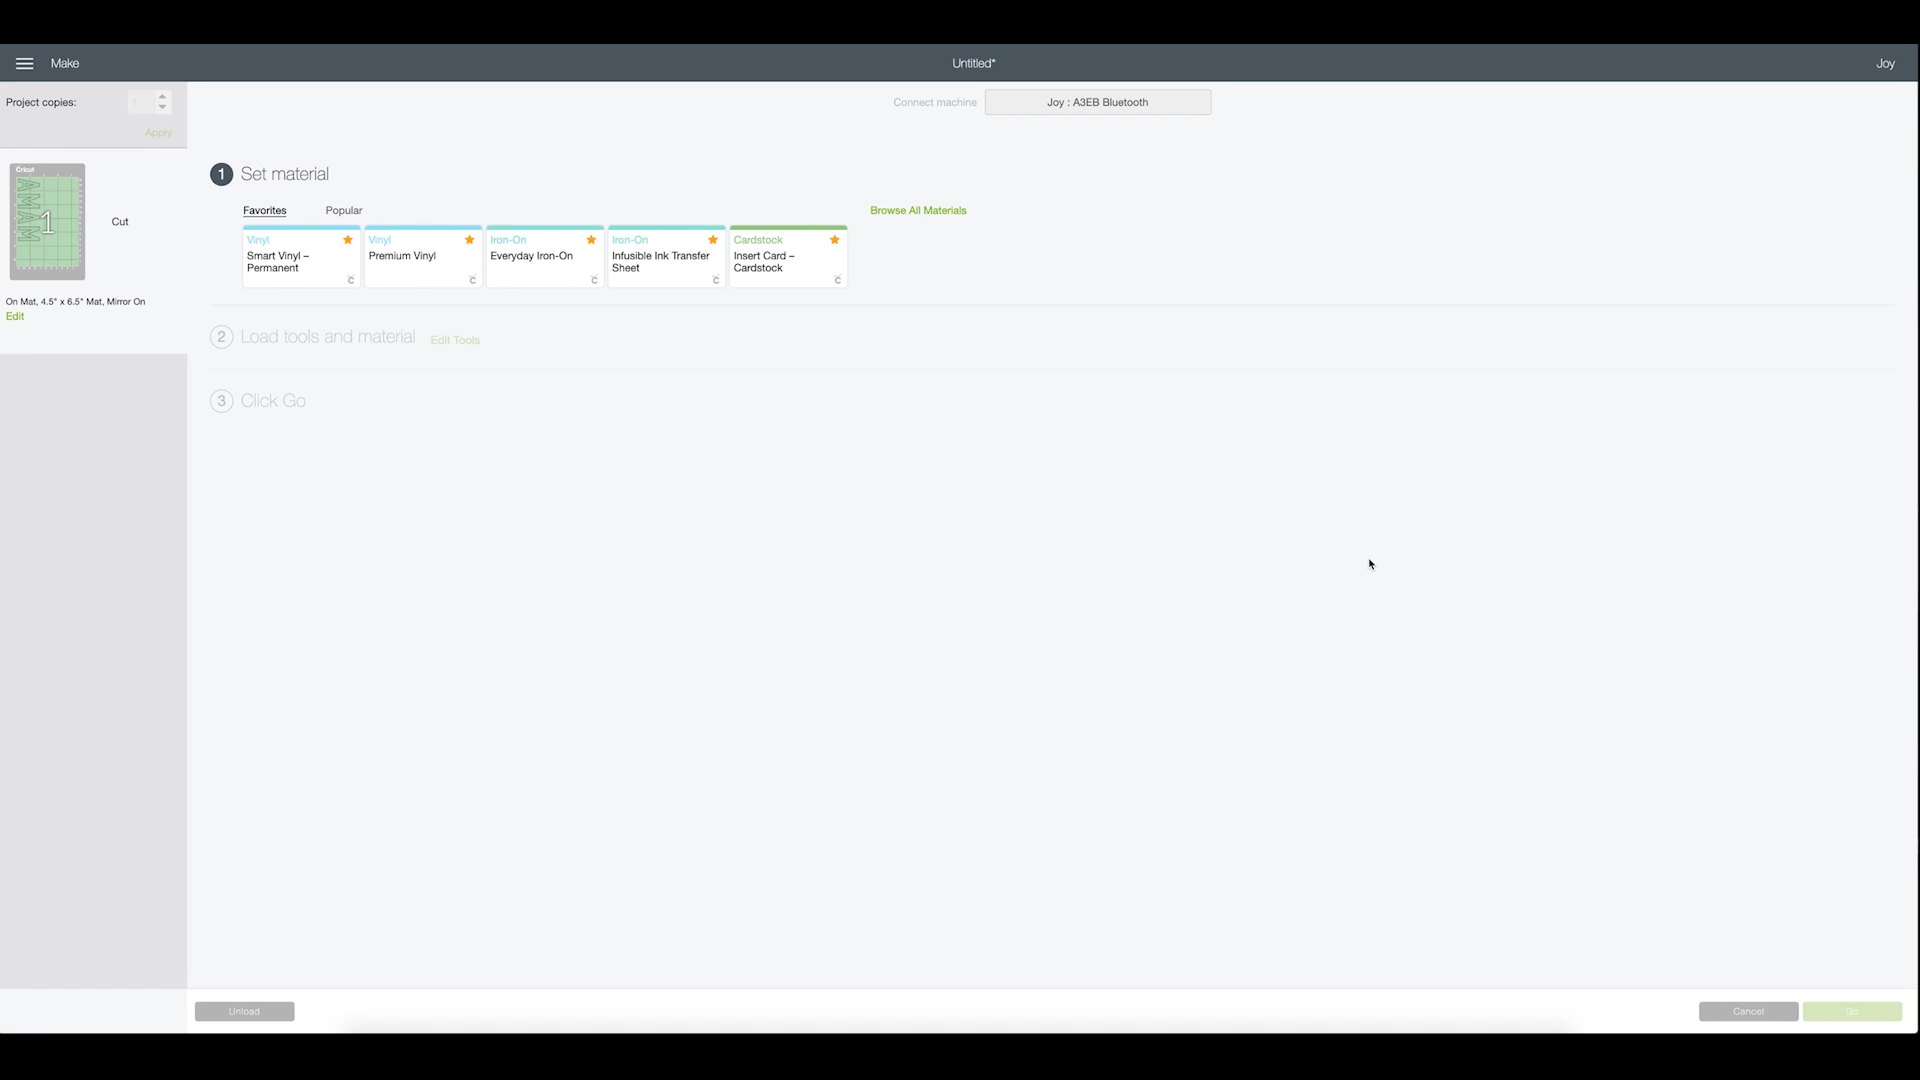 Make
Untitled*
Joy
Project copies:
1
Apply
Connect machine
Joy : A3EB Bluetooth
Cricut
MAMA
1
Cut
On Mat, 4.5" x 6.5" Mat, Mirror On
Edit
1 Set material
Favorites
Popular
Browse All Materials
Vinyl
Smart Vinyl –
Permanent
Vinyl
Premium Vinyl
Iron-On
Everyday Iron-On
Iron-On
Infusible Ink Transfer
Sheet
Cardstock
Insert Card –
Cardstock
2 Load tools and material
Edit Tools
3 Click Go
Unload
Cancel
Go